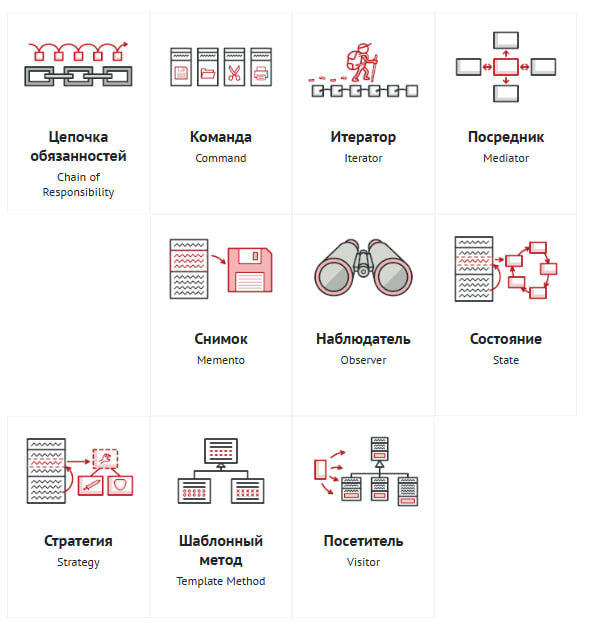 Цепочка
обязанностей
Chain of
Responsibility
Команда
Command
Итератор
Iterator
Посредник
Mediator
Снимок
Memento
Наблюдатель
Observer
Состояние
State
Стратегия
Strategy
Шаблонный
метод
Template Method
Посетитель
Visitor